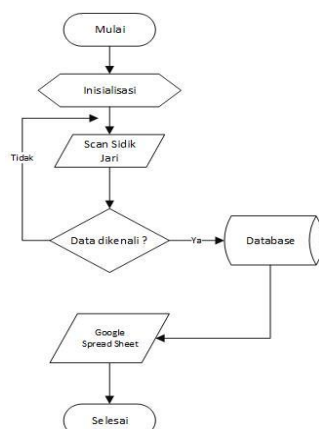 Mulai
Inisialisasi
Scan Sidik
Jari
Tidak
Data dikenali ?
Ya
Database
Google
Spread Sheet
Selesai